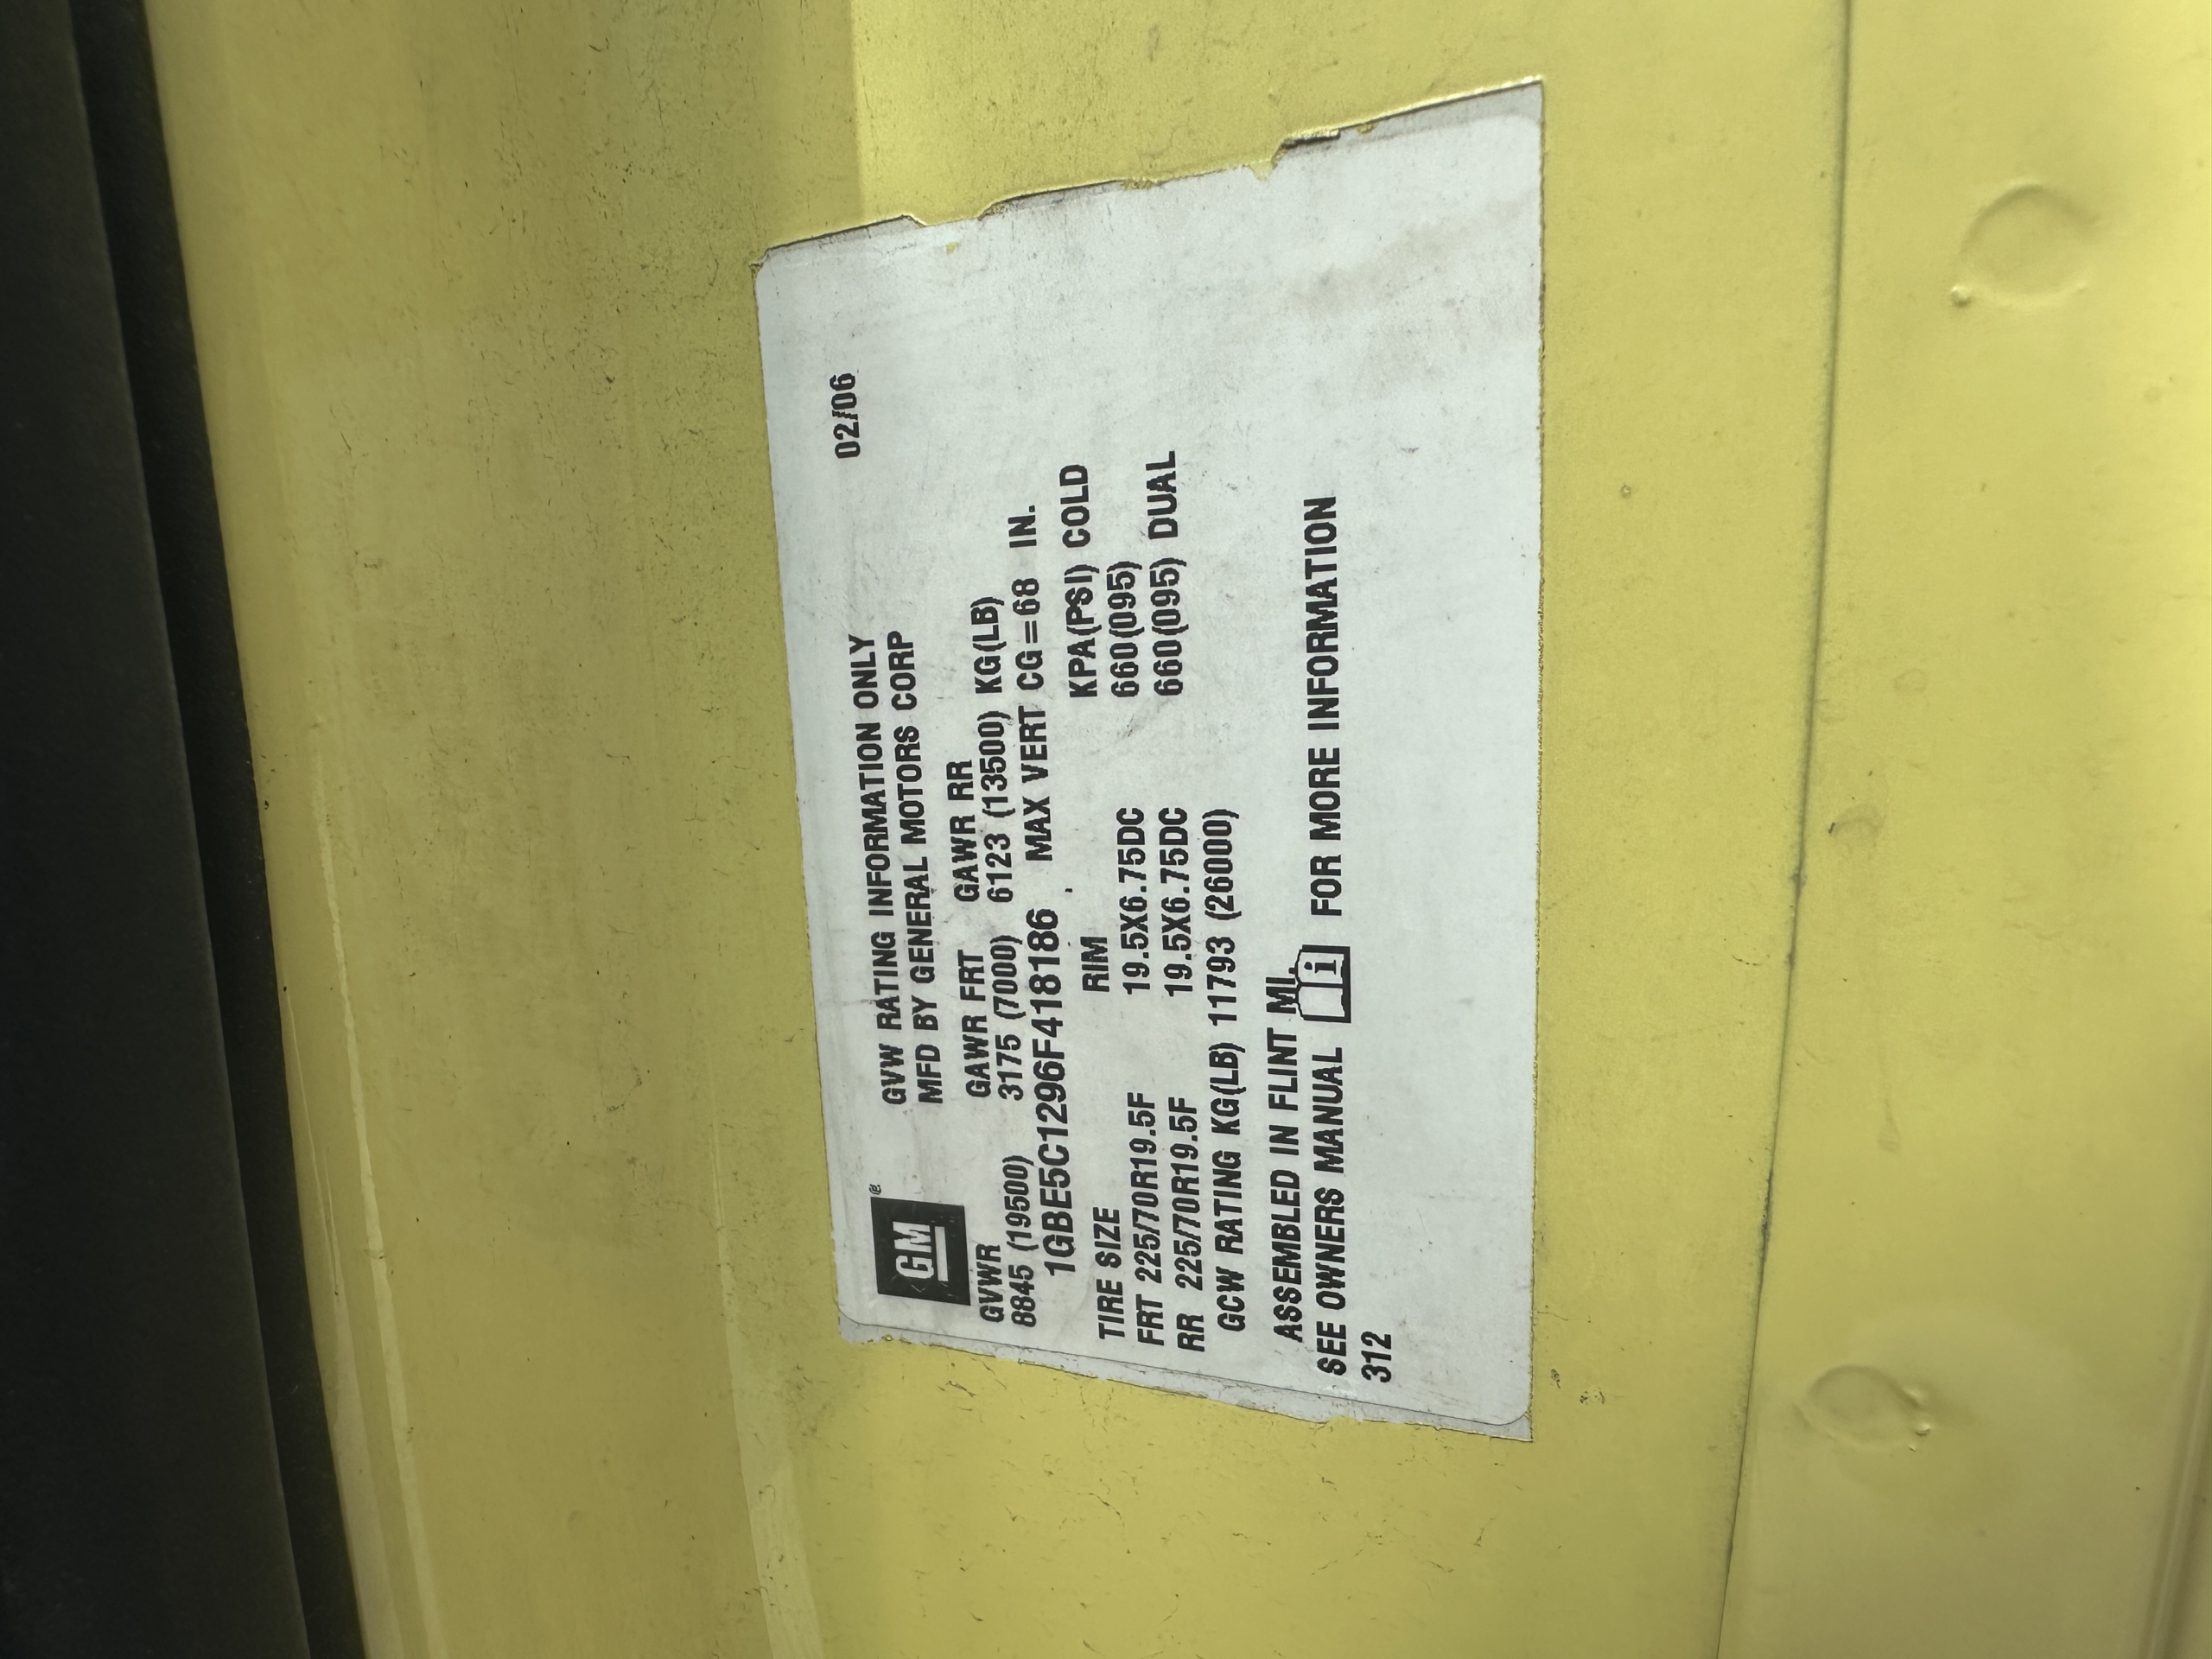 GM®
GVW RATING INFORMATION ONLY 02/06
MFD BY GENERAL MOTORS CORP
GVWR GAWR FRT GAWR RR
8845 (19500) 3175 (7000) 6123 (13500) KG(LB)
1GBE5C1296F418186 MAX VERT CG=68 IN.
TIRE SIZE RIM KPA(PSI) COLD
FRT 225/70R19.5F 19.5X6.75DC 660(095)
RR 225/70R19.5F 19.5X6.75DC 660(095) DUAL
GCW RATING KG(LB) 11793 (26000)
ASSEMBLED IN FLINT MI.
SEE OWNERS MANUAL i FOR MORE INFORMATION
312